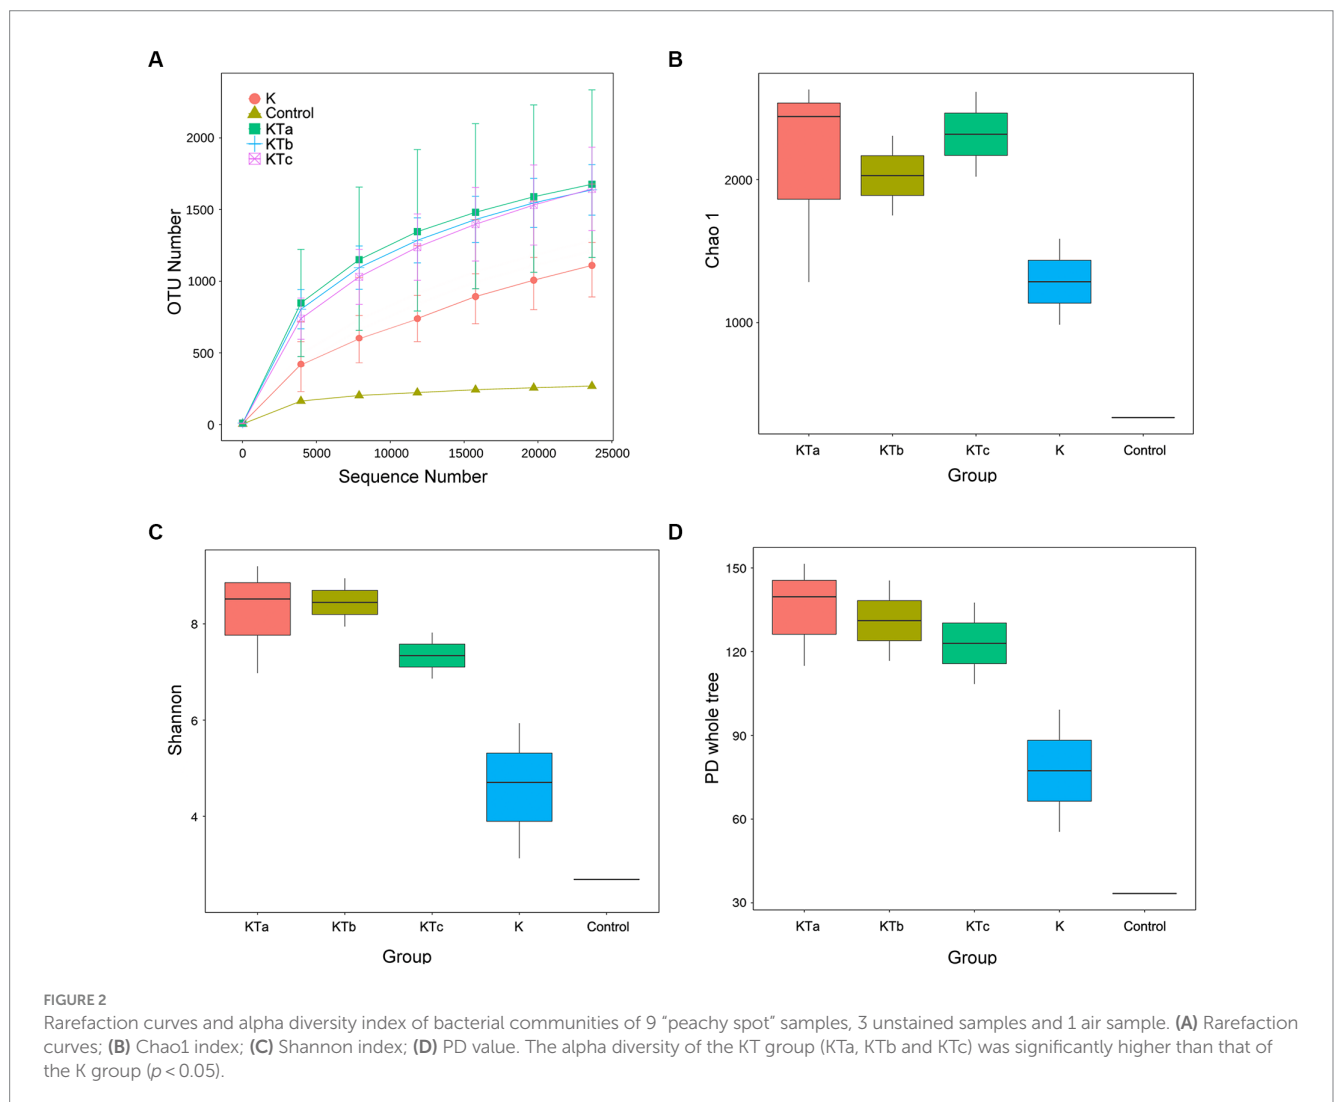 A
K
Control
KTa
KTb
KTc
2000
1500
1000
500
0
OTU Number
0 5000 10000 15000 20000 25000
Sequence Number
B
2000
1000
Chao 1
KTa KTb KTc K Control
Group
C
8
6
4
Shannon
KTa KTb KTc K Control
Group
D
150
120
90
60
30
PD whole tree
KTa KTb KTc K Control
Group
FIGURE 2
Rarefaction curves and alpha diversity index of bacterial communities of 9 “peachy spot” samples, 3 unstained samples and 1 air sample. (A) Rarefaction
curves; (B) Chao1 index; (C) Shannon index; (D) PD value. The alpha diversity of the KT group (KTa, KTb and KTc) was significantly higher than that of
the K group (p < 0.05).